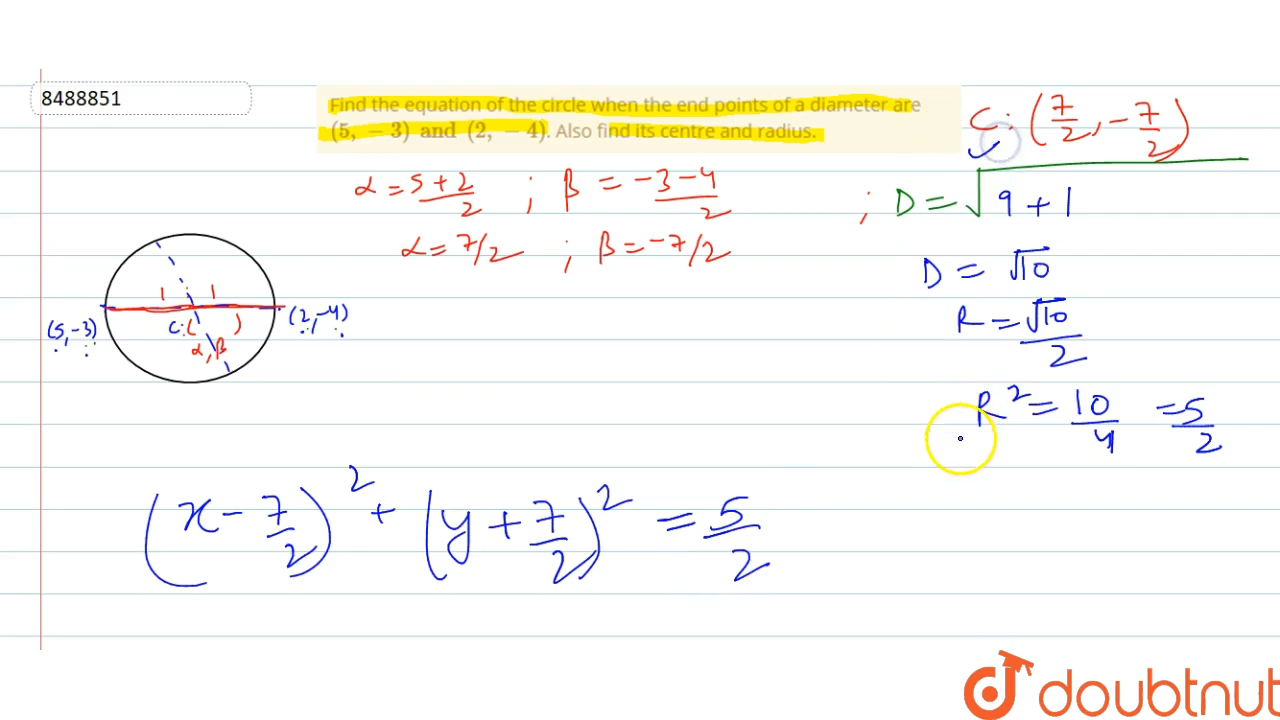 8488851
Find the equation of the circle when the end points of a diameter are
(5, −3) and (2, −4). Also find its centre and radius.
C: (7/2, −7/2)
α = 5+2/2 ; β = −3−4/2 ; D = √9+1
α = 7/2 ; β = −7/2
D = √10
R = √10/2
R² = 10/4 = 5/2
1 1
(5,−3) C:( ) (2,−4)
α, β
(x − 7/2)² + (y + 7/2)² = 5/2
doubtnut